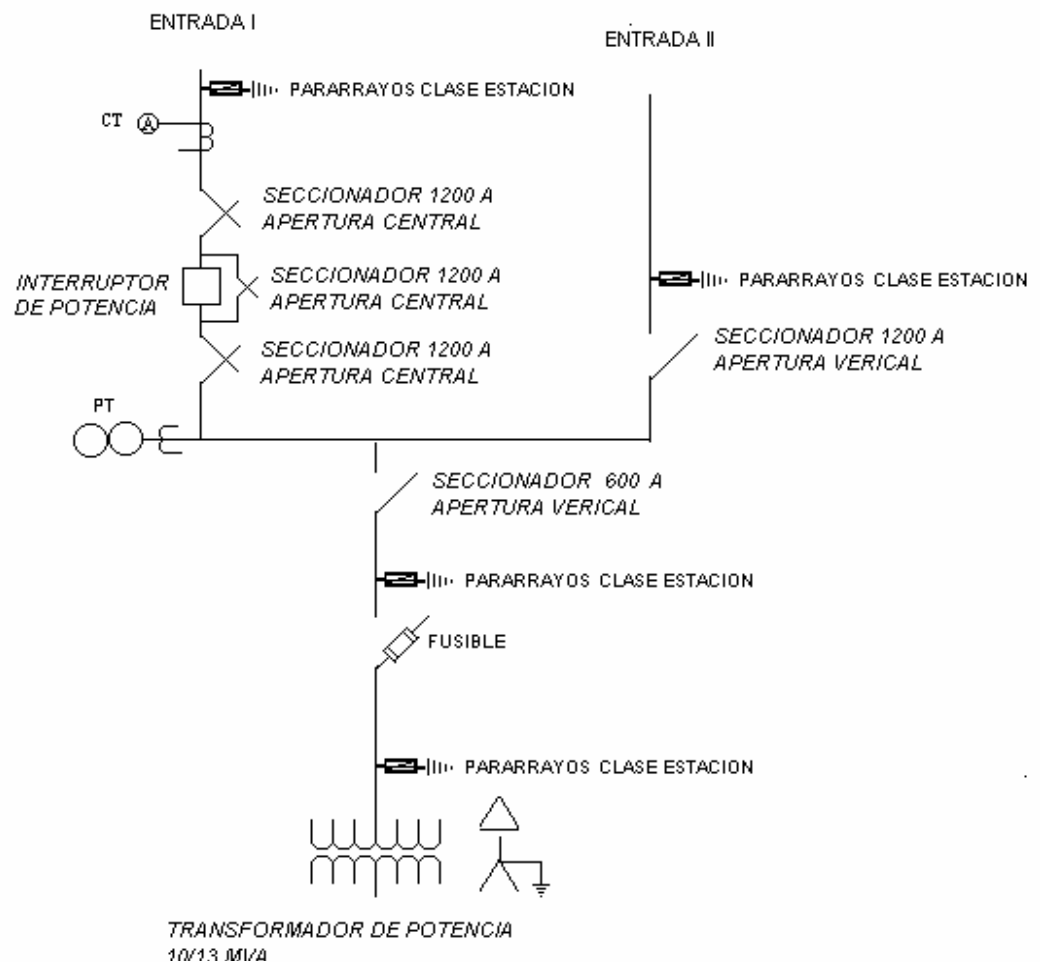 ENTRADA I
ENTRADA II
PARARRAYOS CLASE ESTACION
CT
A
SECCIONADOR 1200 A
APERTURA CENTRAL
INTERRUPTOR
DE POTENCIA
SECCIONADOR 1200 A
APERTURA CENTRAL
PARARRAYOS CLASE ESTACION
SECCIONADOR 1200 A
APERTURA CENTRAL
SECCIONADOR 1200 A
APERTURA VERICAL
PT
SECCIONADOR 600 A
APERTURA VERICAL
PARARRAYOS CLASE ESTACION
FUSIBLE
PARARRAYOS CLASE ESTACION
TRANSFORMADOR DE POTENCIA
10/13 MVA